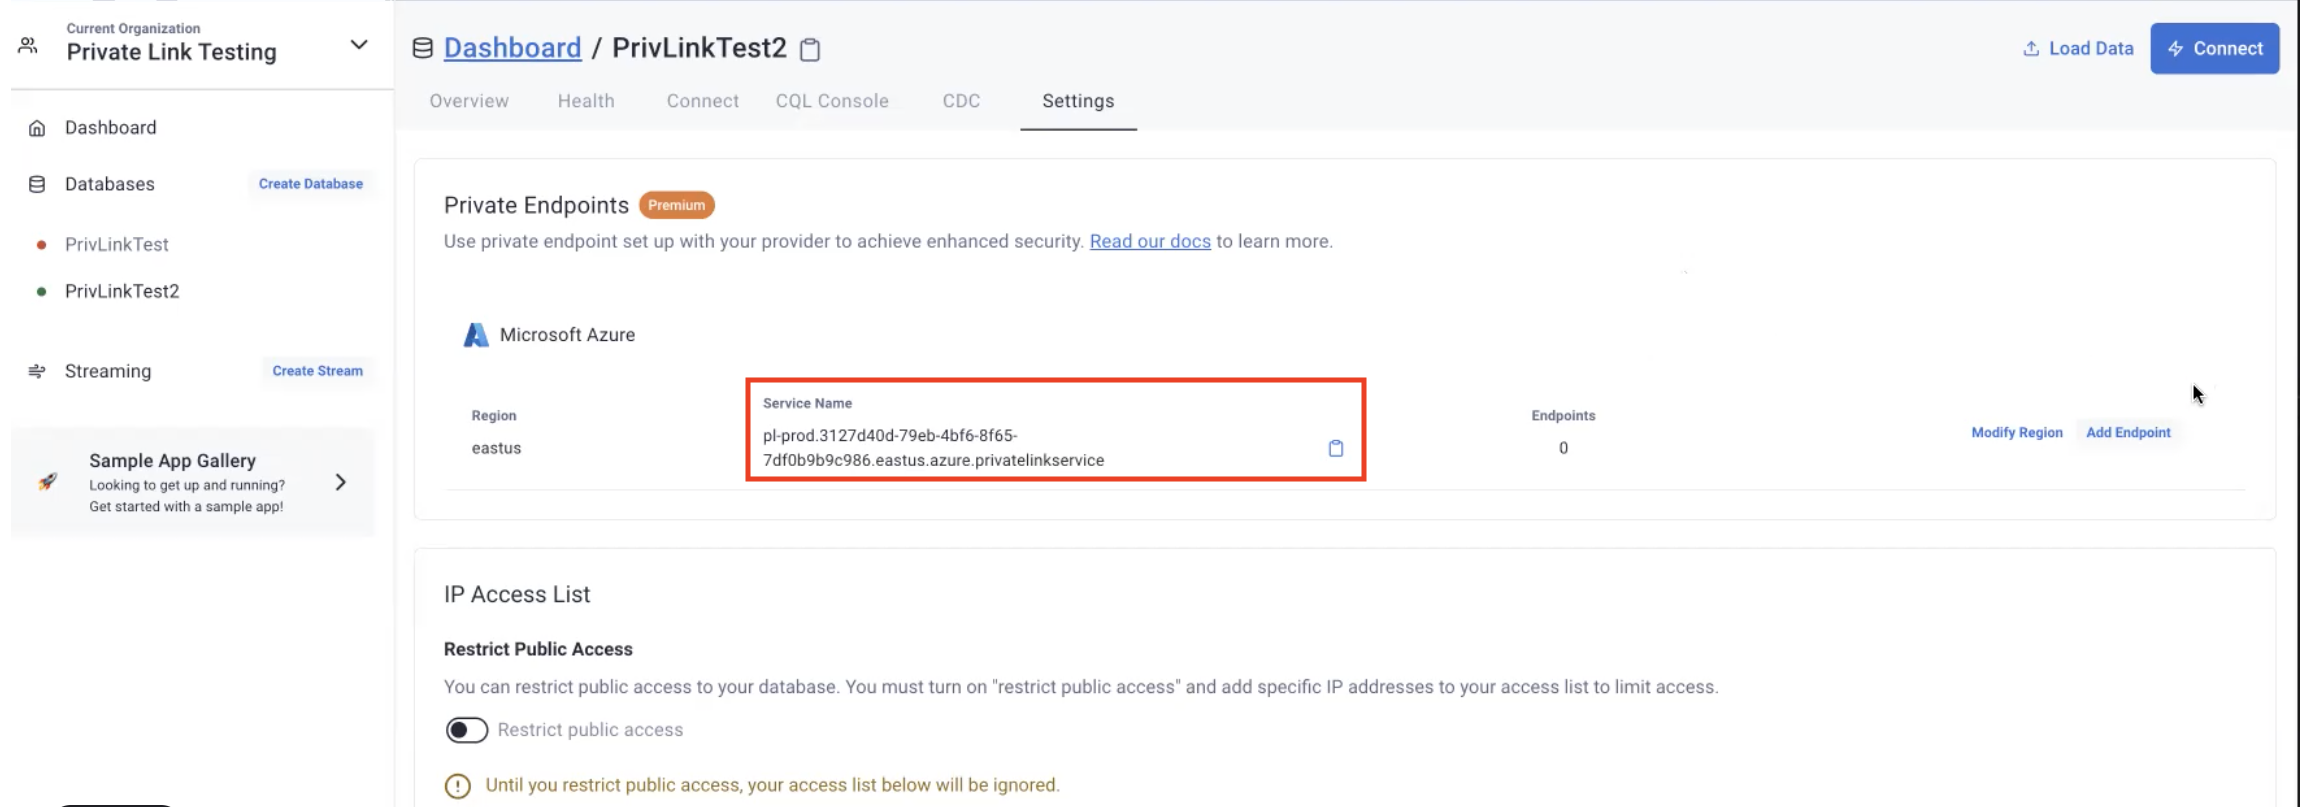 Current Organization
Private Link Testing
Dashboard / PrivLinkTest2
Load Data
Connect
Overview
Health
Connect
CQL Console
CDC
Settings
Dashboard
Databases
Create Database
PrivLinkTest
PrivLinkTest2
Streaming
Create Stream
Sample App Gallery
Looking to get up and running?
Get started with a sample app!
Private Endpoints Premium
Use private endpoint set up with your provider to achieve enhanced security. Read our docs to learn more.
Microsoft Azure
Region
eastus
Service Name
pl-prod.3127d40d-79eb-4bf6-8f65-
7df0b9b9c986.eastus.azure.privatelinkservice
Endpoints
0
Modify Region
Add Endpoint
IP Access List
Restrict Public Access
You can restrict public access to your database. You must turn on "restrict public access" and add specific IP addresses to your access list to limit access.
Restrict public access
Until you restrict public access, your access list below will be ignored.